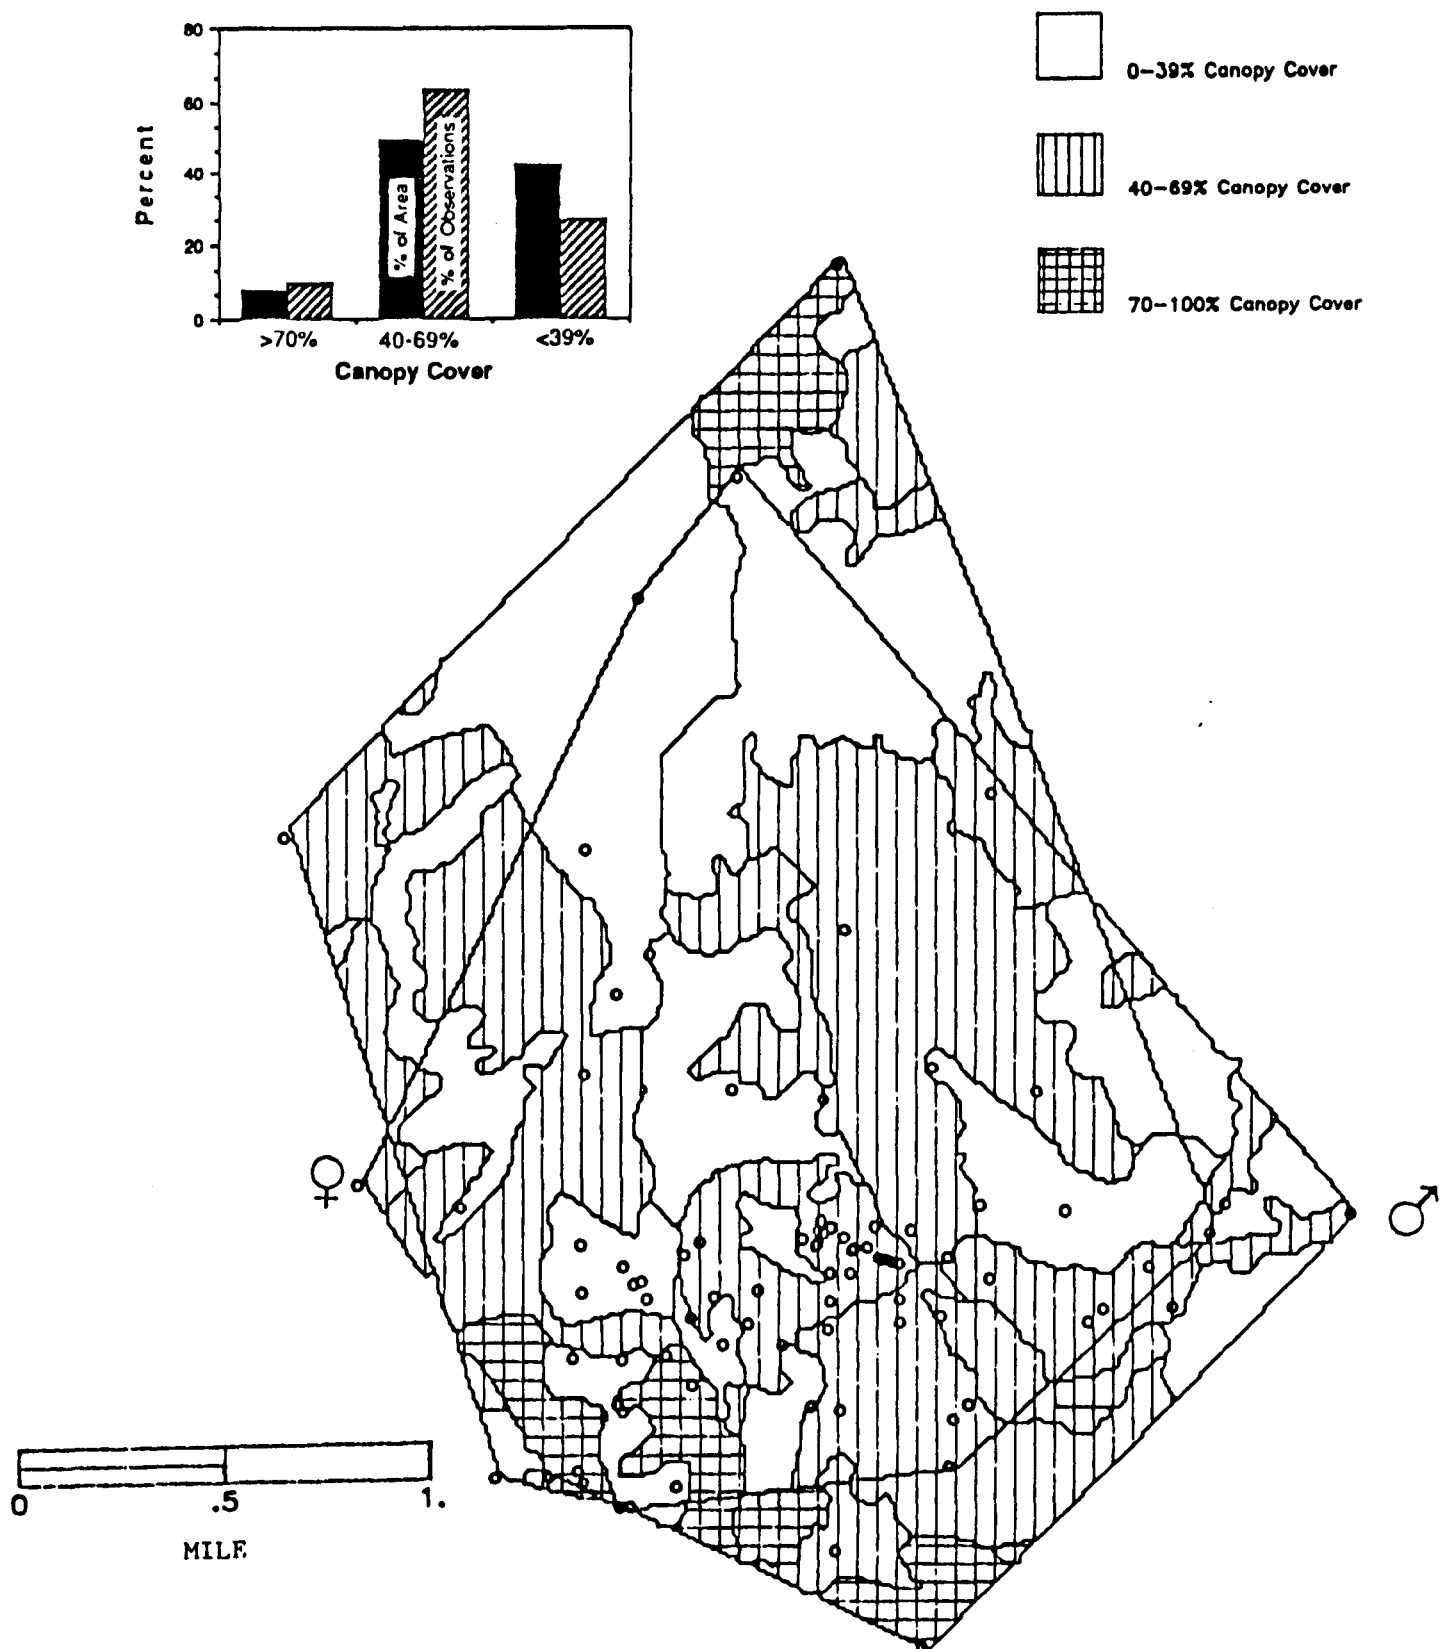 80
60
40
20
0
Percent
% of Area
% of Observations
>70%
40-69%
<39%
Canopy Cover
0-39% Canopy Cover
40-69% Canopy Cover
70-100% Canopy Cover
♀
♂
0
.5
1.
MILE